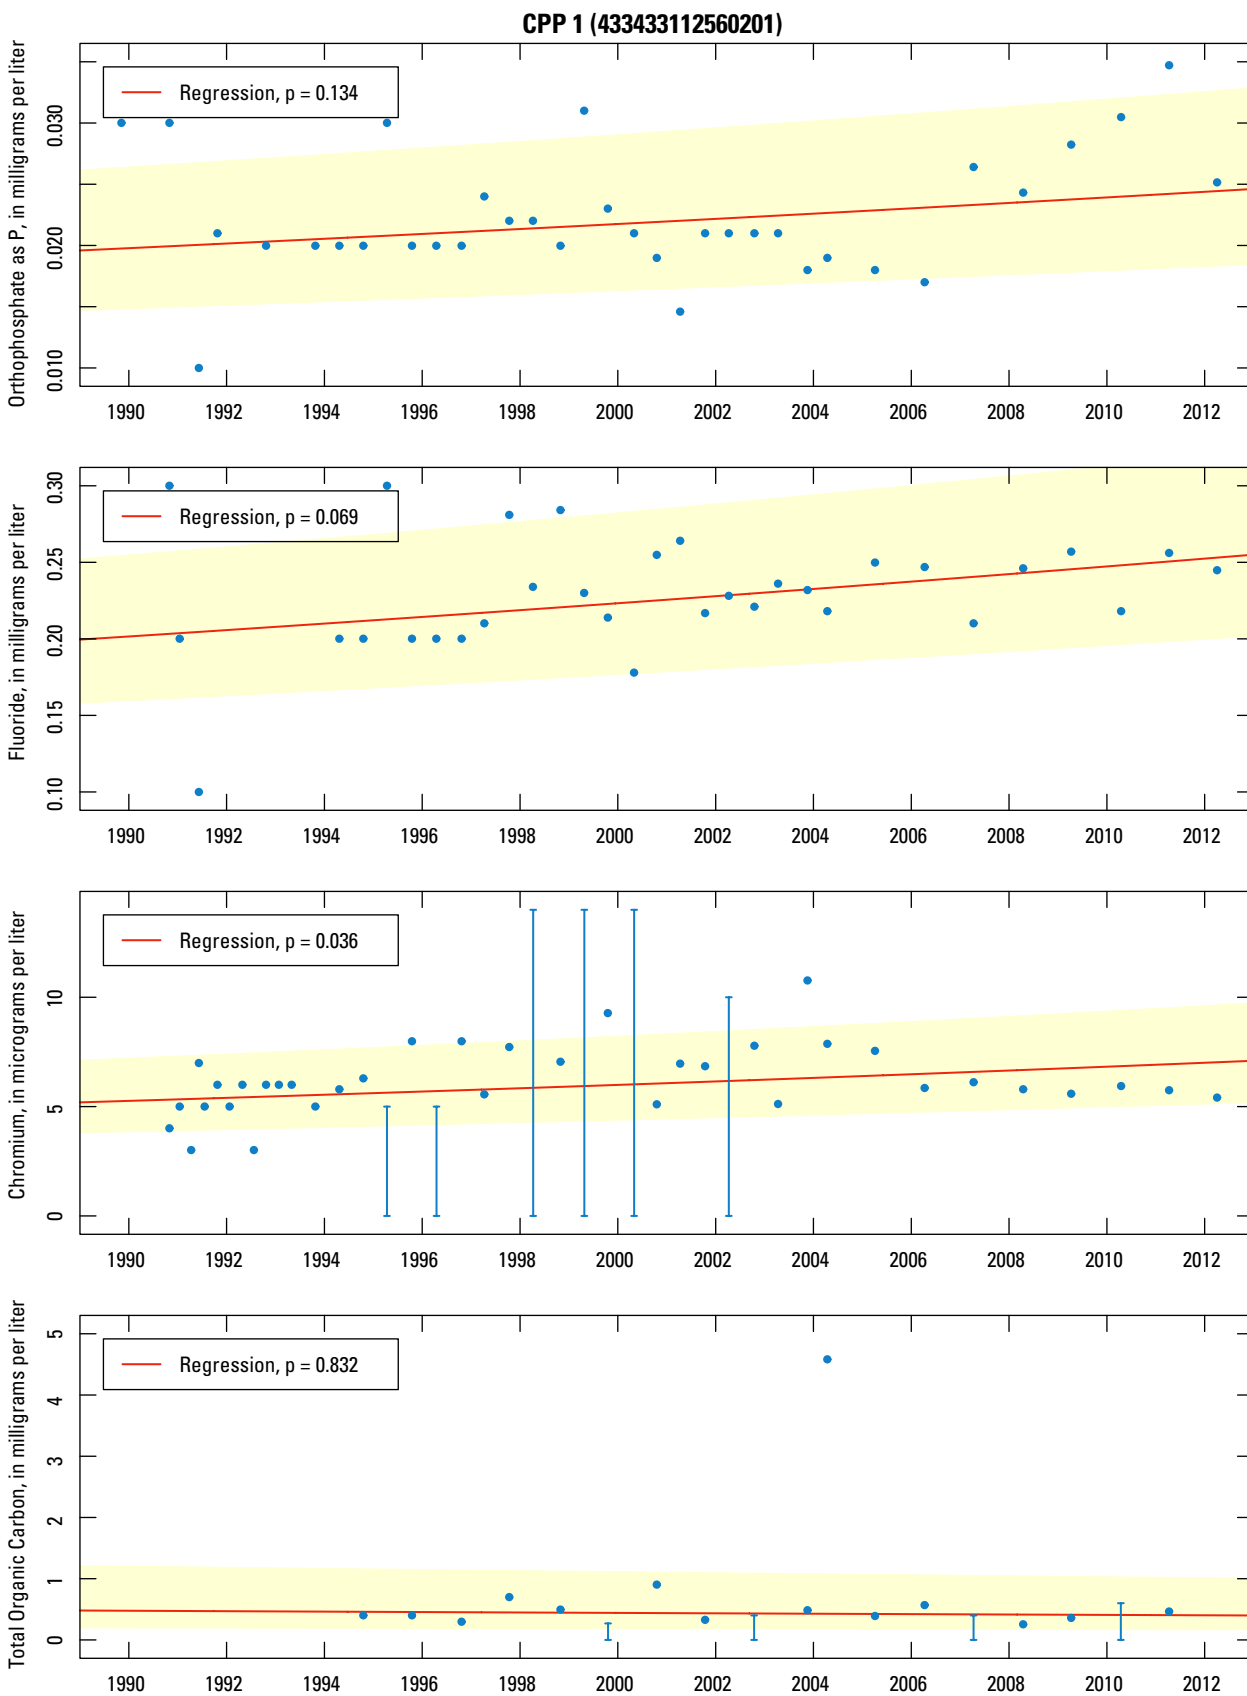 CPP 1 (433433112560201)
Orthophosphate as P, in milligrams per liter
0.030
0.020
0.010
Regression, p = 0.134
1990 1992 1994 1996 1998 2000 2002 2004 2006 2008 2010 2012
Fluoride, in milligrams per liter
0.30
0.25
0.20
0.15
0.10
Regression, p = 0.069
1990 1992 1994 1996 1998 2000 2002 2004 2006 2008 2010 2012
Chromium, in micrograms per liter
10
5
0
Regression, p = 0.036
1990 1992 1994 1996 1998 2000 2002 2004 2006 2008 2010 2012
Total Organic Carbon, in milligrams per liter
5
4
3
2
1
0
Regression, p = 0.832
1990 1992 1994 1996 1998 2000 2002 2004 2006 2008 2010 2012